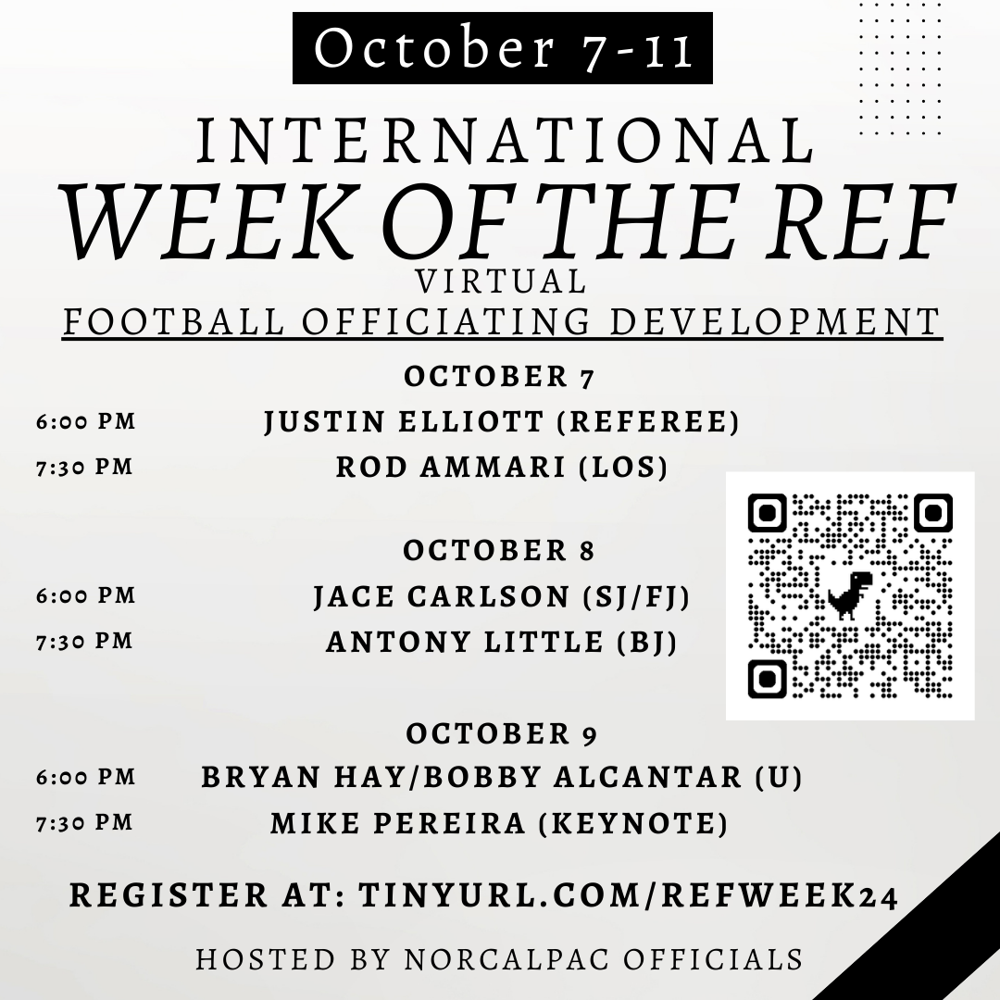 October 7-11
INTERNATIONAL
WEEK OF THE REF
VIRTUAL
FOOTBALL OFFICIATING DEVELOPMENT
OCTOBER 7
6:00 PM JUSTIN ELLIOTT (REFEREE)
7:30 PM ROD AMMARI (LOS)
OCTOBER 8
6:00 PM JACE CARLSON (SJ/FJ)
7:30 PM ANTONY LITTLE (BJ)
OCTOBER 9
6:00 PM BRYAN HAY/BOBBY ALCANTAR (U)
7:30 PM MIKE PEREIRA (KEYNOTE)
REGISTER AT: TINYURL.COM/REFWEEK24
HOSTED BY NORCALPAC OFFICIALS